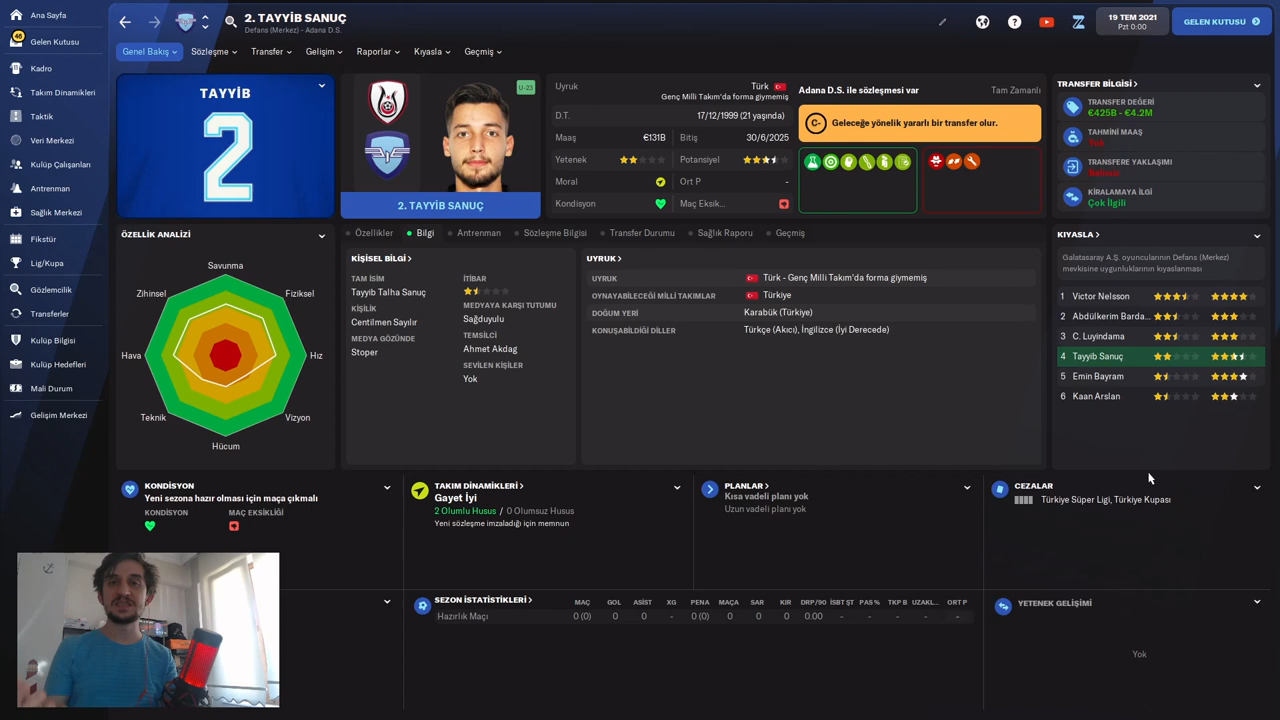 Ana Sayfa
46
Gelen Kutusu
Kadro
Takım Dinamikleri
Taktik
Veri Merkezi
Kulüp Çalışanları
Antrenman
Sağlık Merkezi
Fikstür
Lig/Kupa
Gözlemcilik
Transferler
Kulüp Bilgisi
Kulüp Hedefleri
Mali Durum
Gelişim Merkezi
2. TAYYİB SANUÇ
Defans (Merkez) - Adana D.S.
19 TEM 2021
Pzt 0:00
GELEN KUTUSU
Genel Bakış
Sözleşme
Transfer
Gelişim
Raporlar
Kıyasla
Geçmiş
TAYYİB
2
U-23
2. TAYYİB SANUÇ
Uyruk Türk
Genç Milli Takım'da forma giymemiş
D.T. 17/12/1999 (21 yaşında)
Maaş €131B Bitiş 30/6/2025
Yetenek Potansiyel
Moral Ort P -
Kondisyon Maç Eksik...
Adana D.S. ile sözleşmesi var Tam Zamanlı
C- Geleceğe yönelik yararlı bir transfer olur.
TRANSFER BİLGİSİ
TRANSFER DEĞERİ
€425B - €4.2M
TAHMİNİ MAAŞ
Yok
TRANSFERE YAKLAŞIMI
Belirsiz
KİRALAMAYA İLGİ
Çok İlgili
ÖZELLİK ANALİZİ
Savunma
Zihinsel
Fiziksel
Hava
Hız
Teknik
Vizyon
Hücum
Özellikler
Bilgi
Antrenman
Sözleşme Bilgisi
Transfer Durumu
Sağlık Raporu
Geçmiş
KİŞİSEL BİLGİ
TAM İSİM
Tayyib Talha Sanuç
KİŞİLİK
Centilmen Sayılır
MEDYA GÖZÜNDE
Stoper
İTİBAR
MEDYAYA KARŞI TUTUMU
Sağduyulu
TEMSİLCİ
Ahmet Akdag
SEVİLEN KİŞİLER
Yok
UYRUK
UYRUK Türk - Genç Milli Takım'da forma giymemiş
OYNAYABİLECEĞİ MİLLİ TAKIMLAR Türkiye
DOĞUM YERİ Karabük (Türkiye)
KONUŞABİLDİĞİ DİLLER Türkçe (Akıcı), İngilizce (İyi Derecede)
KIYASLA
Galatasaray A.Ş. oyuncularının Defans (Merkez)
mevkisine uygunluklarının kıyaslanması
1 Victor Nelsson
2 Abdülkerim Barda...
3 C. Luyindama
4 Tayyib Sanuç
5 Emin Bayram
6 Kaan Arslan
KONDİSYON
Yeni sezona hazır olması için maça çıkmalı
KONDİSYON MAÇ EKSİKLİĞİ
TAKIM DİNAMİKLERİ
Gayet İyi
2 Olumlu Husus / 0 Olumsuz Husus
Yeni sözleşme imzaladığı için memnun
PLANLAR
Kısa vadeli planı yok
Uzun vadeli planı yok
CEZALAR
Türkiye Süper Ligi, Türkiye Kupası
SEZON İSTATİSTİKLERİ MAÇ GOL ASİST XG PENA MAÇA SAR KIR DRP/90 İSBT ŞT PAS % TKP B UZAKL... ORT P
Hazırlık Maçı 0 (0) 0 0 - 0 (0) 0 0 0 0.00 - - - - -
YETENEK GELİŞİMİ
Yok